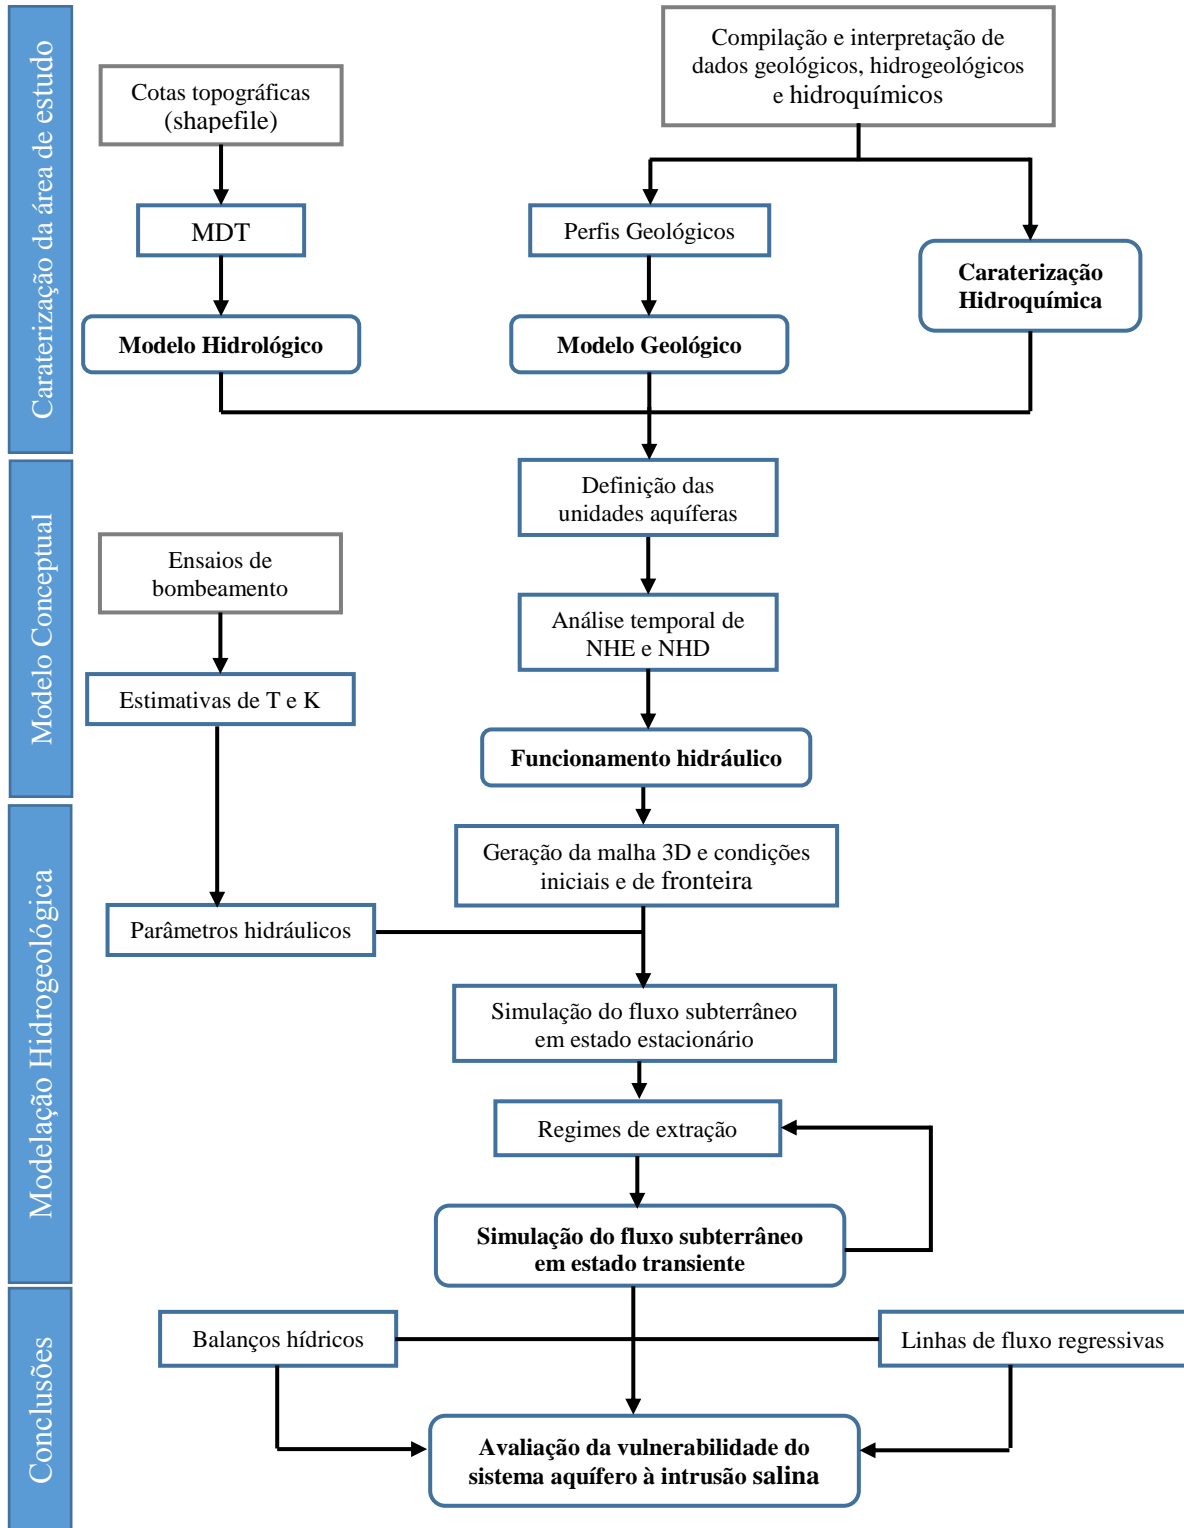 Caraterização da área de estudo
Cotas topográficas
(shapefile)
Compilação e interpretação de
dados geológicos, hidrogeológicos
e hidroquímicos
MDT
Perfis Geológicos
Caraterização
Hidroquímica
Modelo Hidrológico
Modelo Geológico
Modelo Conceptual
Definição das
unidades aquíferas
Ensaios de
bombeamento
Análise temporal de
NHE e NHD
Estimativas de T e K
Funcionamento hidráulico
Modelação Hidrogeológica
Geração da malha 3D e condições
iniciais e de fronteira
Parâmetros hidráulicos
Simulação do fluxo subterrâneo
em estado estacionário
Regimes de extração
Simulação do fluxo subterrâneo
em estado transiente
Conclusões
Balanços hídricos
Linhas de fluxo regressivas
Avaliação da vulnerabilidade do
sistema aquífero à intrusão salina